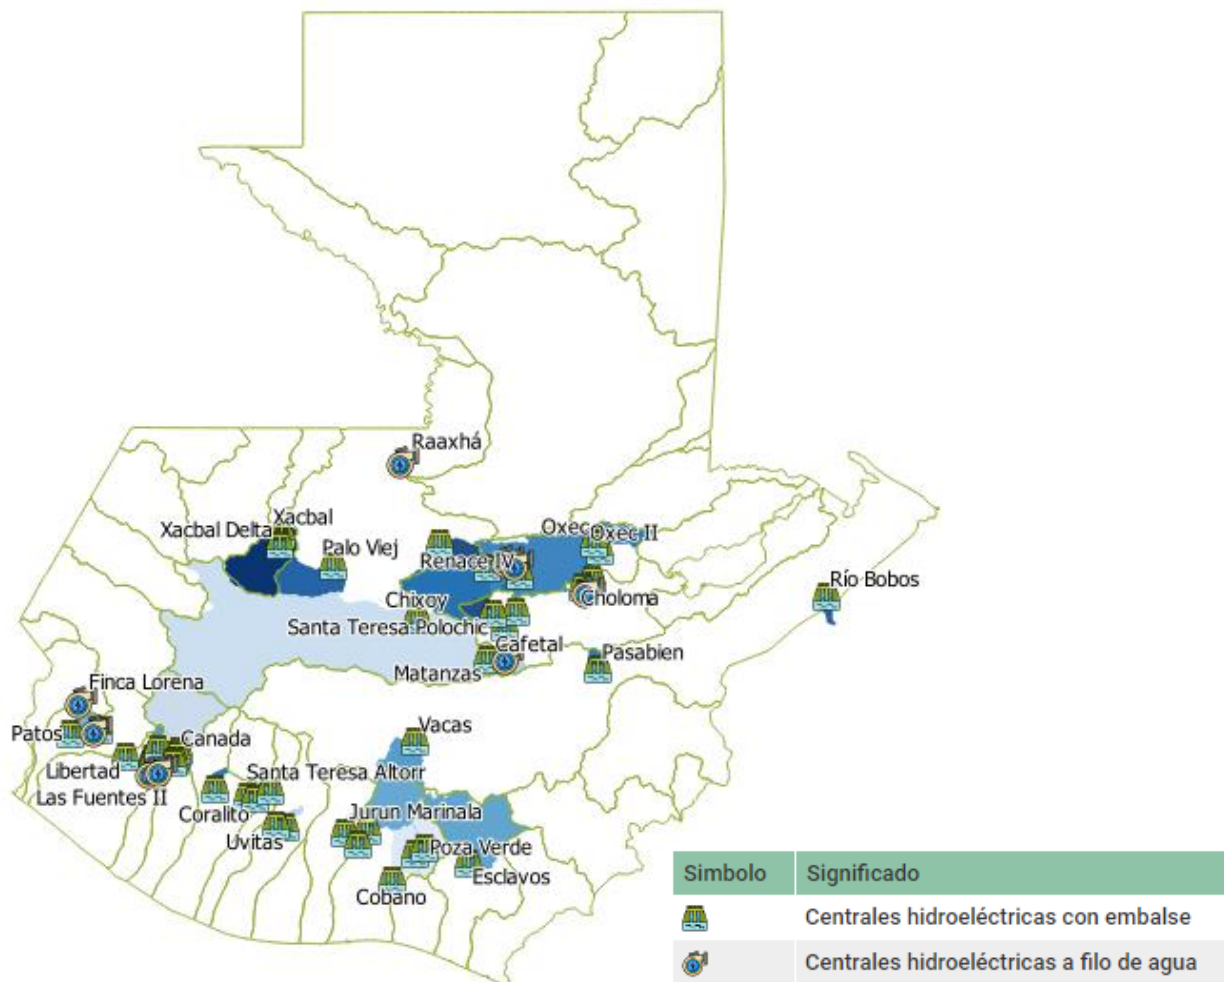 Raaxhá
Xacbal
Xacbal Delta
Palo Viej
Oxec
Oxec II
Renace IV
Río Bobos
Chixoy
Choloma
Santa Teresa Polochic
Cafetal
Pasabien
Matanzas
Finca Lorena
Patos
Canada
Vacas
Libertad
Santa Teresa Altorr
Las Fuentes II
Coralito
Jurun Marinala
Uvitas
Poza Verde
Esclavos
Cobano
Simbolo Significado
Centrales hidroeléctricas con embalse
Centrales hidroeléctricas a filo de agua